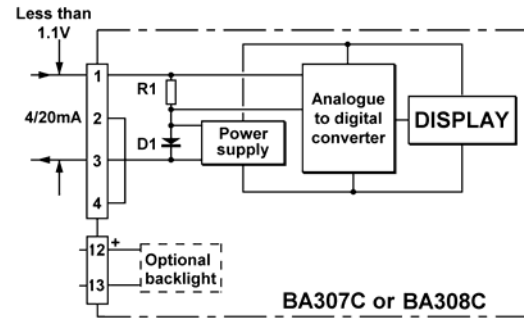 Less than
1.1V
1
R1
Analogue
to digital
converter
DISPLAY
4/20mA
2
D1
Power
supply
3
4
12
+
Optional
backlight
13
BA307C or BA308C